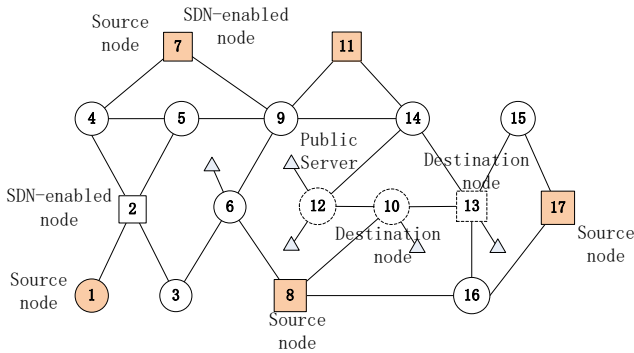 SDN-enabled
node
Source
node
7
11
4
5
9
14
15
Public
Server
Destination
node
SDN-enabled
node
2
6
12
10
13
17
Destination
node
Source
node
Source
node
1
3
8
16
Source
node